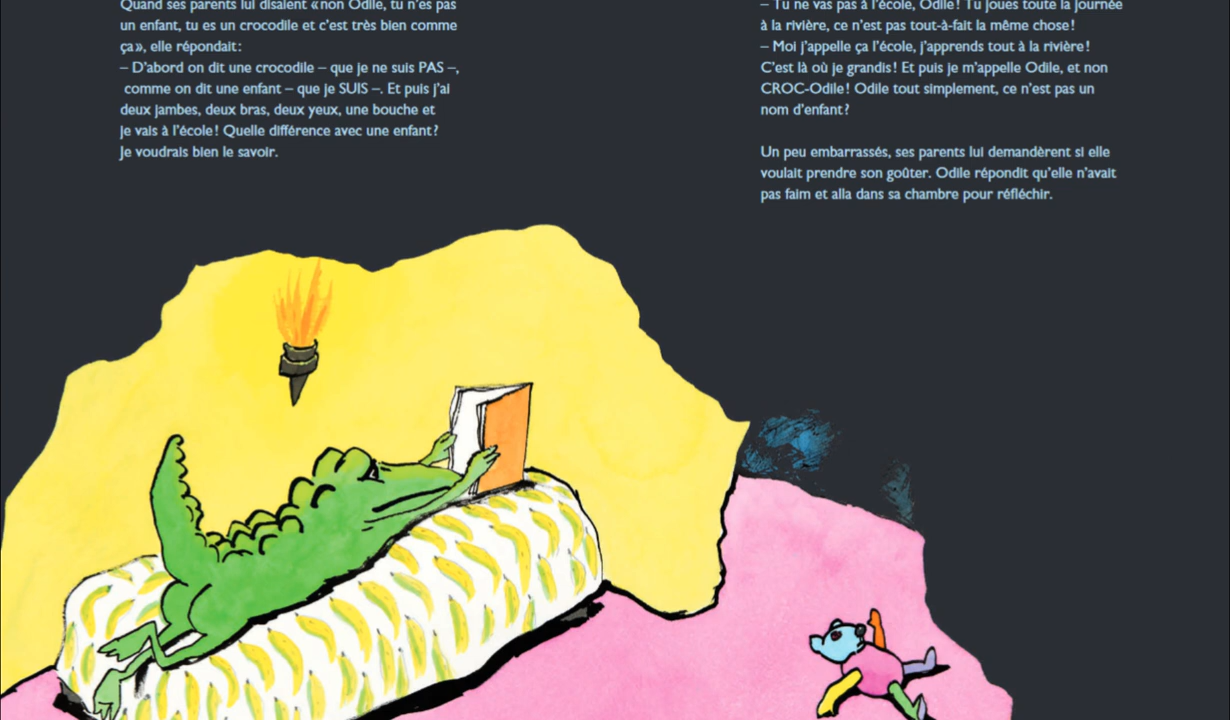 Quand ses parents lui disaient « non Odile, tu n'es pas
un enfant, tu es un crocodile et c'est très bien comme
ça », elle répondait :
– D'abord on dit une crocodile – que je ne suis PAS –,
comme on dit une enfant – que je SUIS –. Et puis j'ai
deux jambes, deux bras, deux yeux, une bouche et
je vais à l'école ! Quelle différence avec une enfant ?
Je voudrais bien le savoir.
– Tu ne vas pas à l'école, Odile ! Tu joues toute la journée
à la rivière, ce n'est pas tout-à-fait la même chose !
– Moi j'appelle ça l'école, j'apprends tout à la rivière !
C'est là où je grandis ! Et puis je m'appelle Odile, et non
CROC-Odile ! Odile tout simplement, ce n'est pas un
nom d'enfant ?
Un peu embarrassés, ses parents lui demandèrent si elle
voulait prendre son goûter. Odile répondit qu'elle n'avait
pas faim et alla dans sa chambre pour réfléchir.